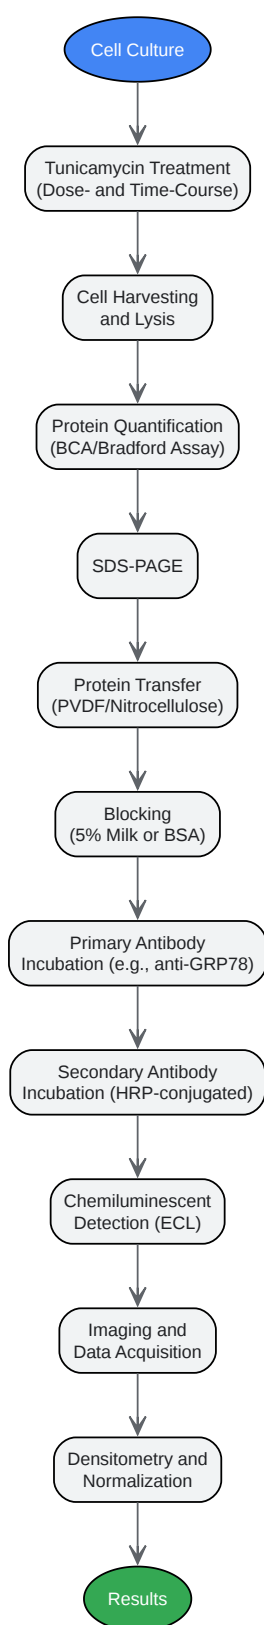 Cell Culture
Tunicamycin Treatment
(Dose- and Time-Course)
Cell Harvesting
and Lysis
Protein Quantification
(BCA/Bradford Assay)
SDS-PAGE
Protein Transfer
(PVDF/Nitrocellulose)
Blocking
(5% Milk or BSA)
Primary Antibody
Incubation (e.g., anti-GRP78)
Secondary Antibody
Incubation (HRP-conjugated)
Chemiluminescent
Detection (ECL)
Imaging and
Data Acquisition
Densitometry and
Normalization
Results